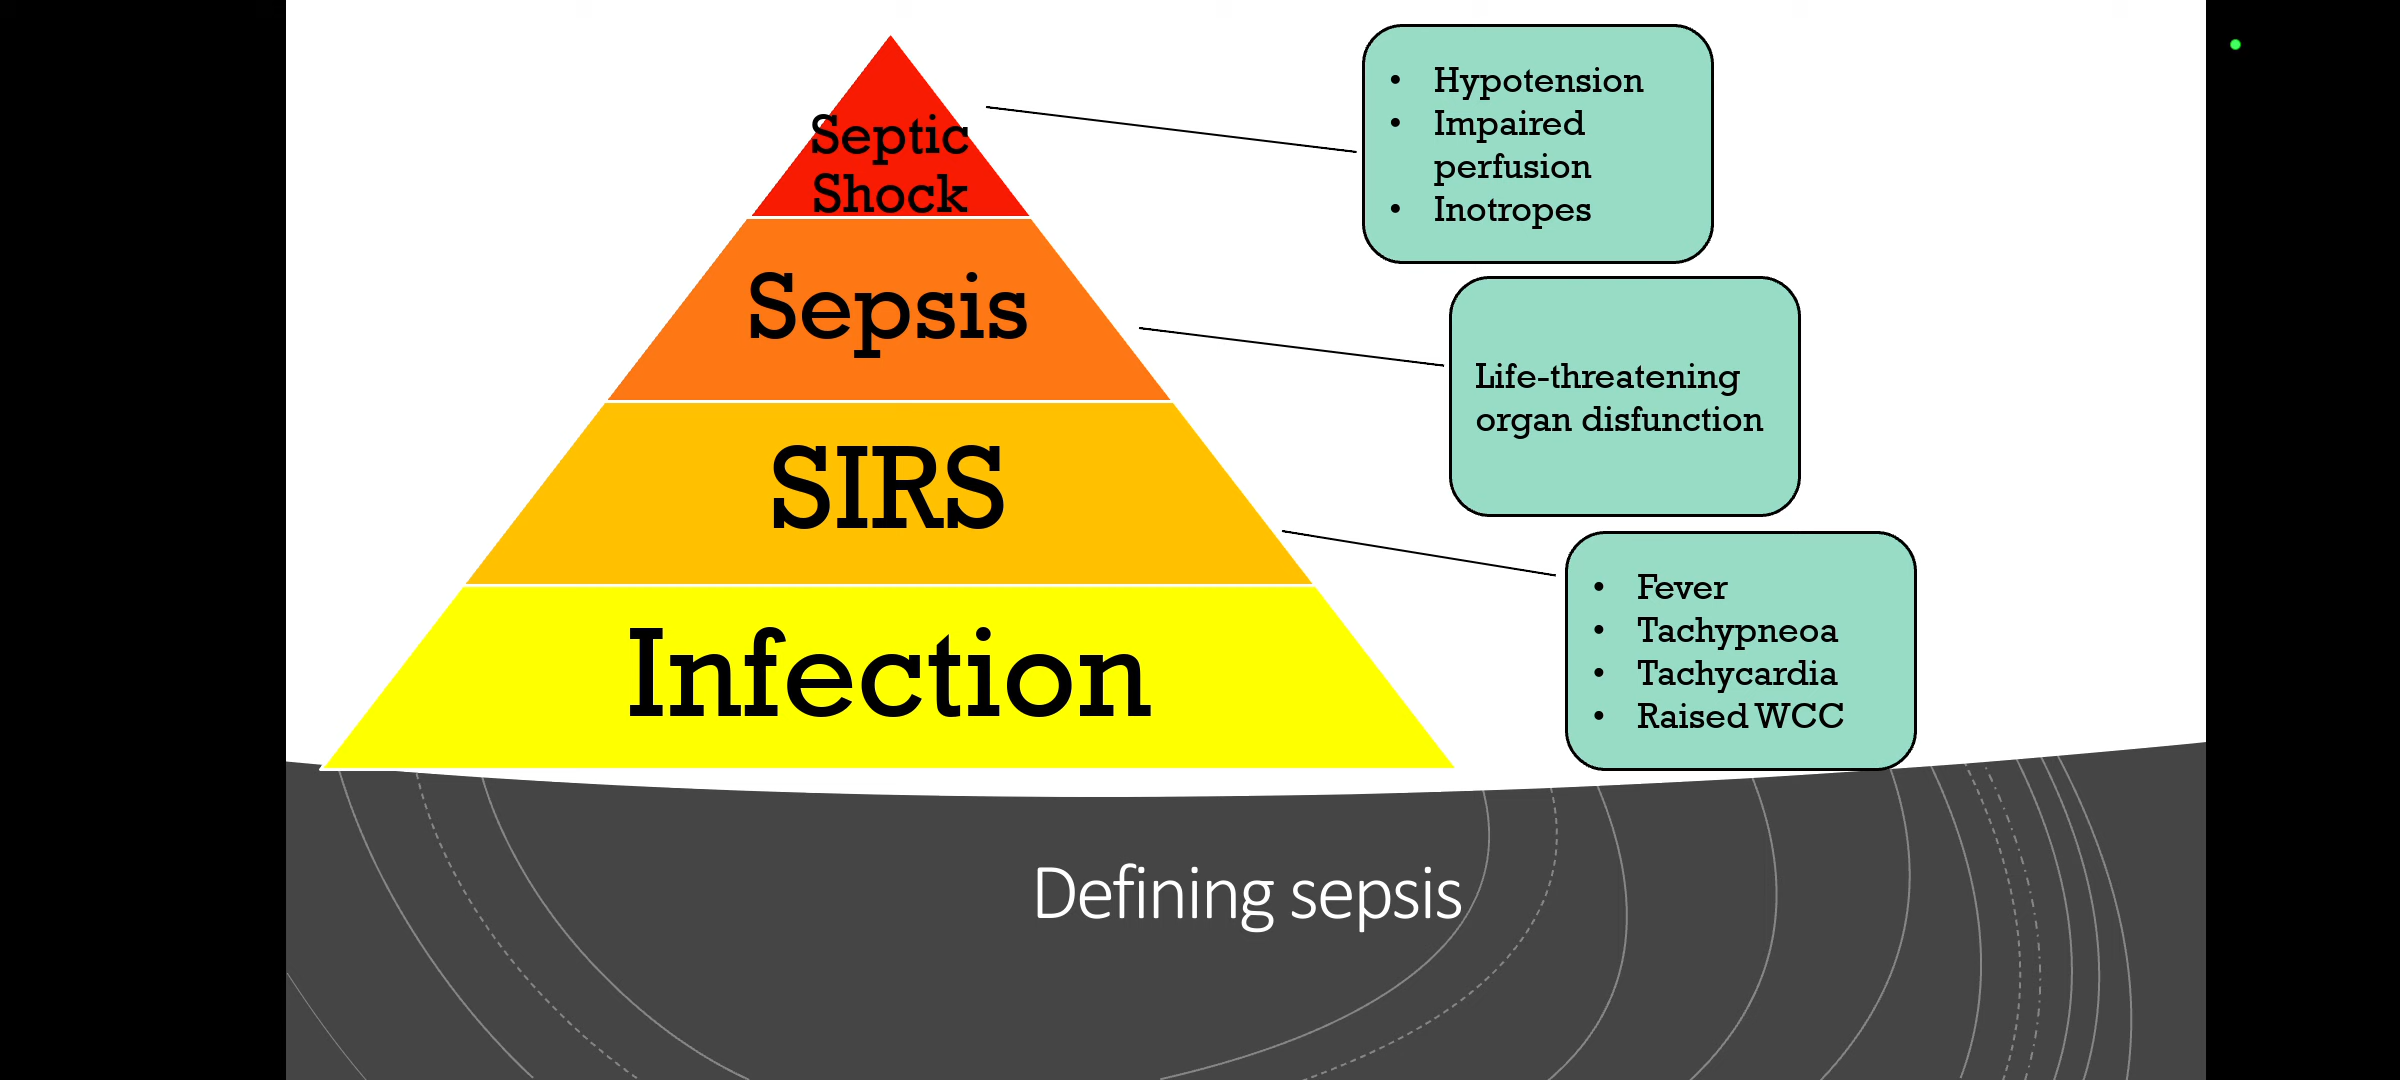 Septic
Shock
Sepsis
SIRS
Infection
• Hypotension
• Impaired
perfusion
• Inotropes
Life-threatening
organ disfunction
• Fever
• Tachypneoa
• Tachycardia
• Raised WCC
Defining sepsis